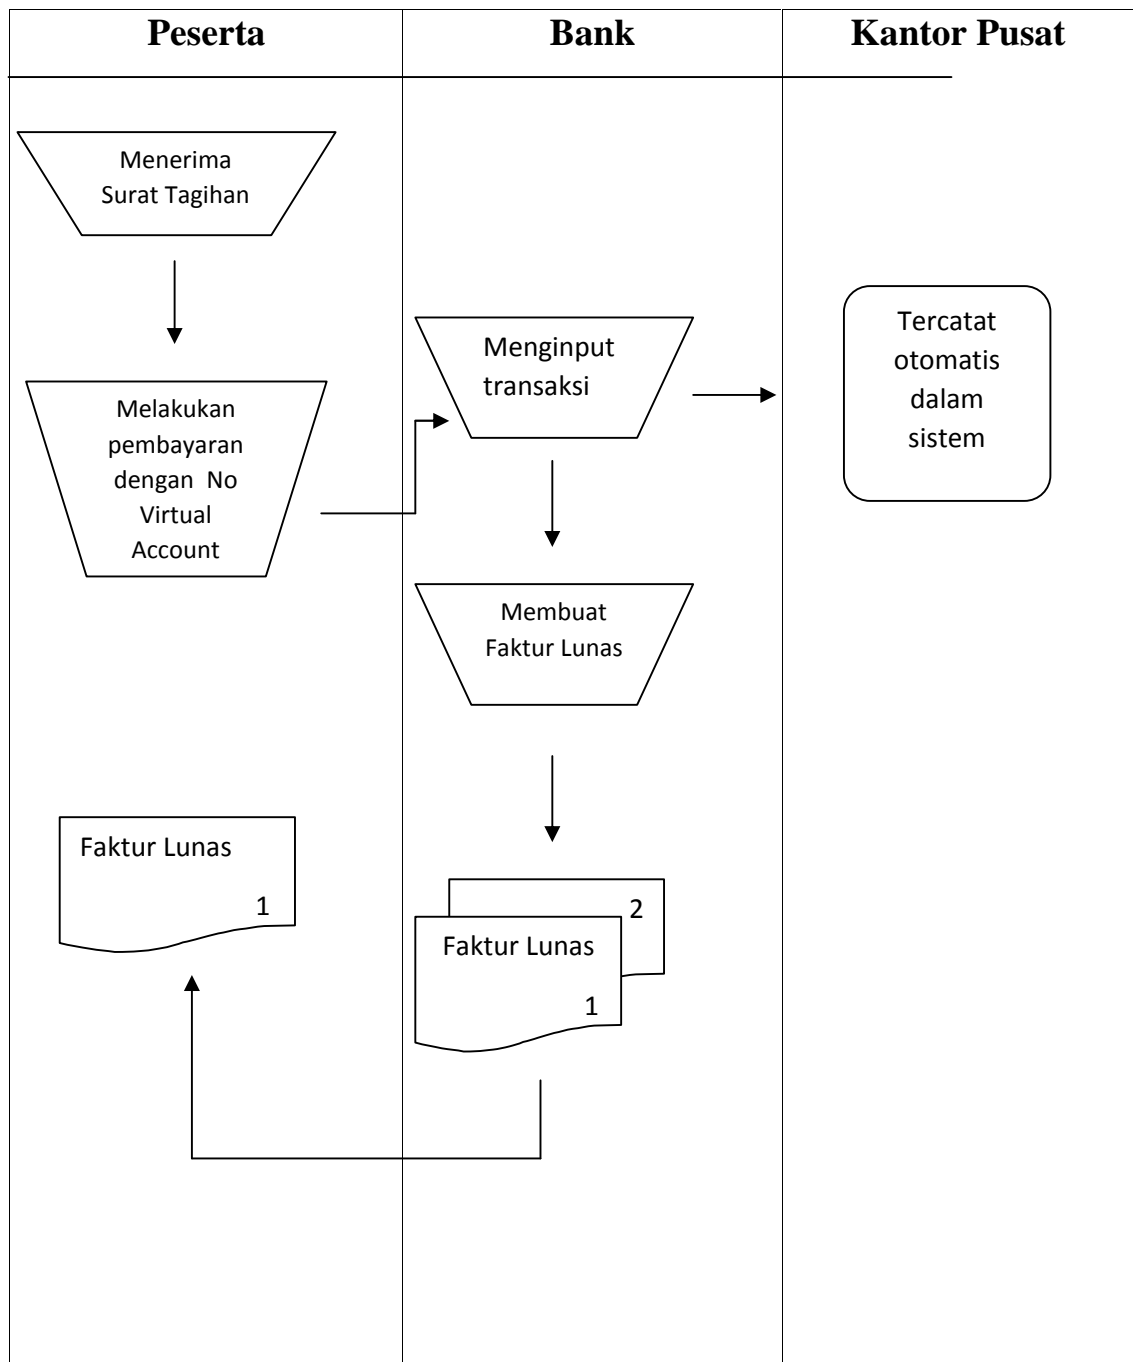 Peserta
Bank
Kantor Pusat
Menerima
Surat Tagihan
Melakukan
pembayaran
dengan No
Virtual
Account
Menginput
transaksi
Tercatat
otomatis
dalam
sistem
Membuat
Faktur Lunas
Faktur Lunas
1
2
Faktur Lunas
1